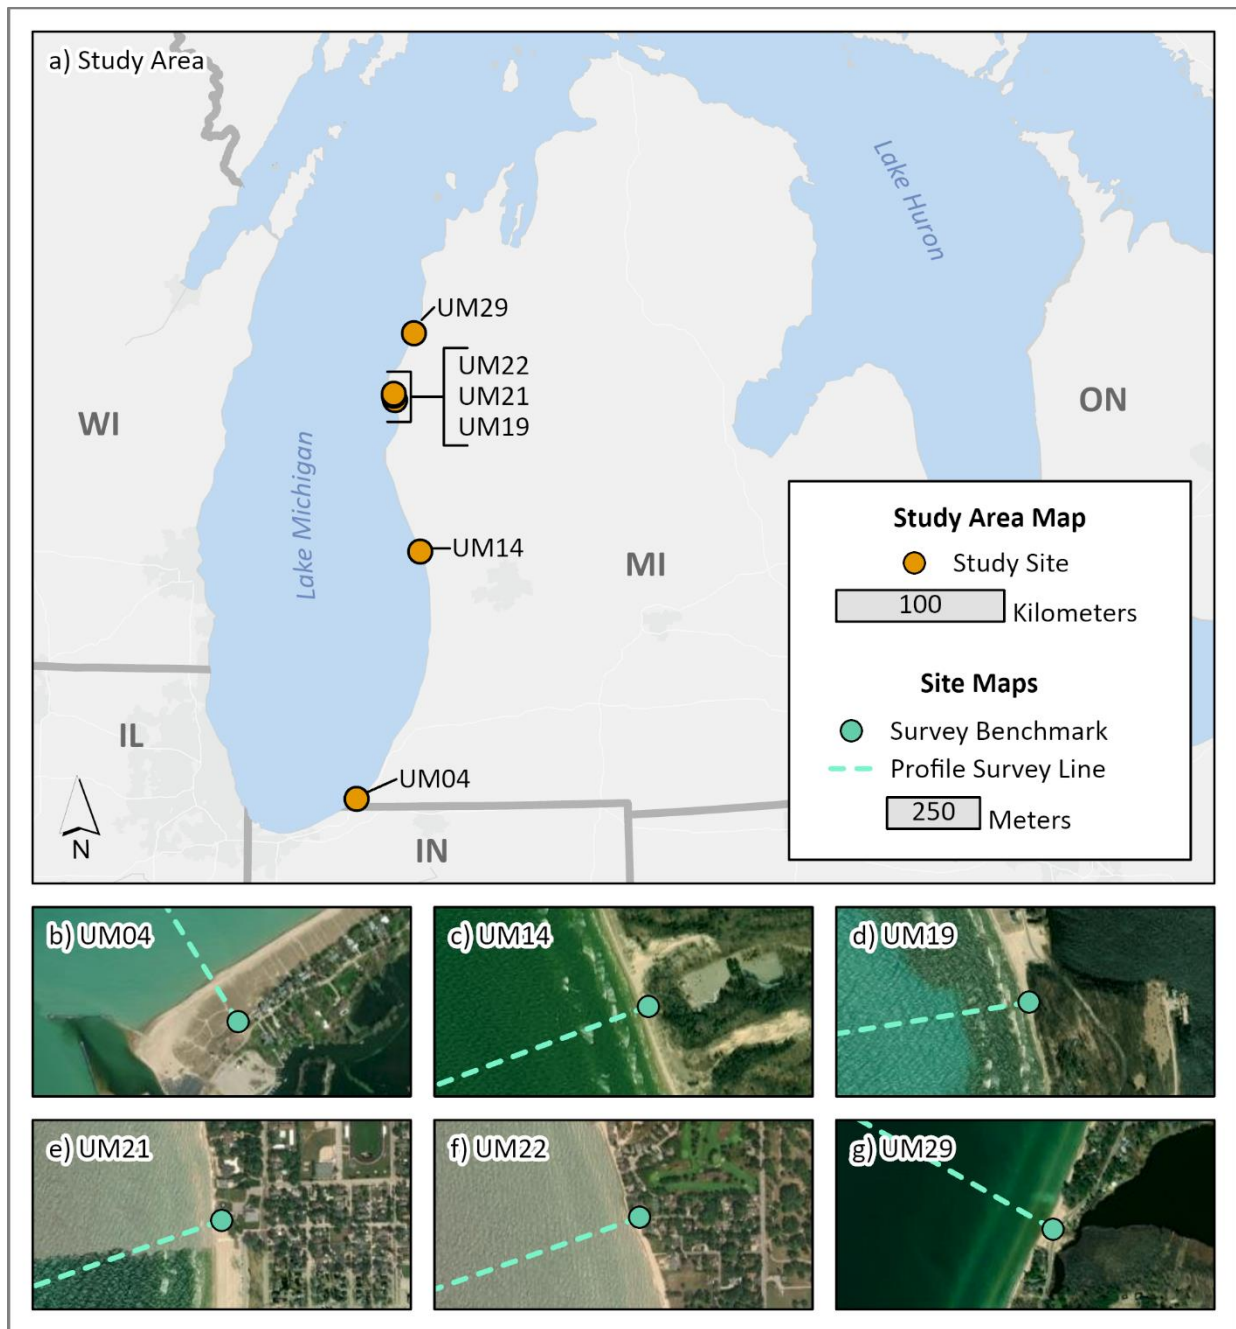 a) Study Area
Lake Huron
UM29
UM22
UM21
UM19
WI
ON
Lake Michigan
UM14
MI
Study Area Map
Study Site
100 Kilometers
Site Maps
Survey Benchmark
Profile Survey Line
250 Meters
IL
UM04
N
IN
b) UM04
c) UM14
d) UM19
e) UM21
f) UM22
g) UM29